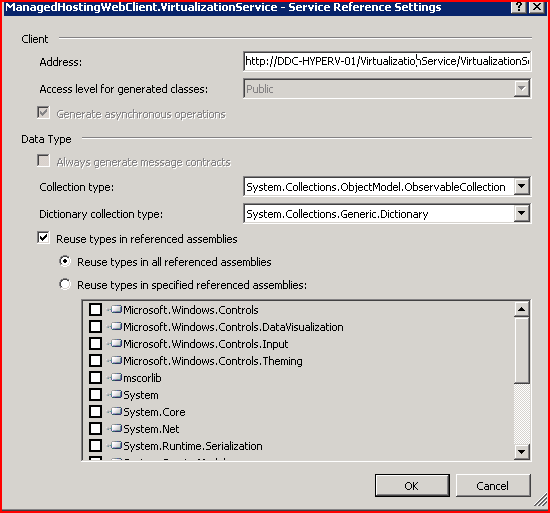 ManagedHostingWebClient.VirtualizationService - Service Reference Settings
Client
Address:
http://DDC-HYPERV-01/VirtualizationService/VirtualizationSe
Access level for generated classes:
Public
Generate asynchronous operations
Data Type
Always generate message contracts
Collection type:
System.Collections.ObjectModel.ObservableCollection
Dictionary collection type:
System.Collections.Generic.Dictionary
Reuse types in referenced assemblies
Reuse types in all referenced assemblies
Reuse types in specified referenced assemblies:
Microsoft.Windows.Controls
Microsoft.Windows.Controls.DataVisualization
Microsoft.Windows.Controls.Input
Microsoft.Windows.Controls.Theming
mscorlib
System
System.Core
System.Net
System.Runtime.Serialization
OK
Cancel